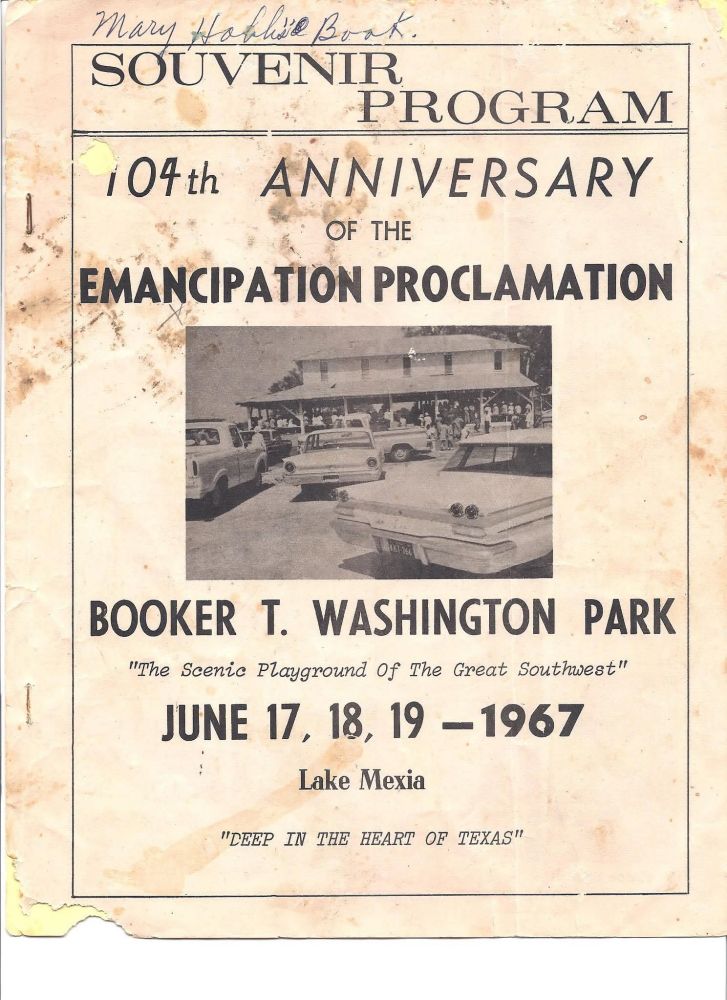 Mary Hobbs's Book.
SOUVENIR
PROGRAM
104th ANNIVERSARY
OF THE
EMANCIPATION PROCLAMATION
BOOKER T. WASHINGTON PARK
"The Scenic Playground Of The Great Southwest"
JUNE 17, 18, 19 — 1967
Lake Mexia
"DEEP IN THE HEART OF TEXAS"